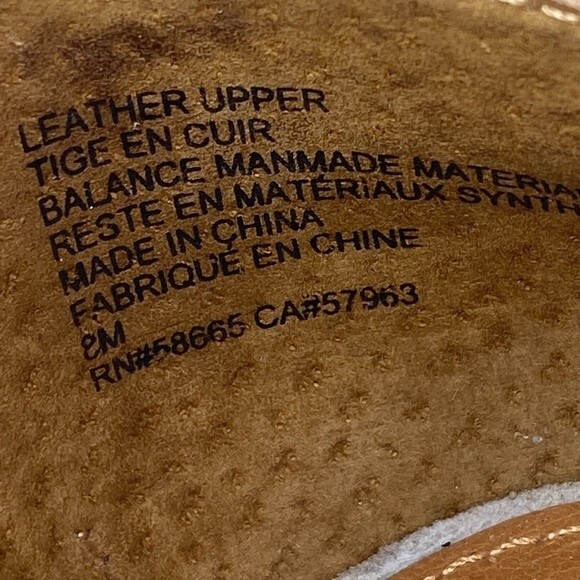 LEATHER UPPER
TIGE EN CUIR
BALANCE MANMADE MATERIA
RESTE EN MATÉRIAUX SYNTH
MADE IN CHINA
FABRIQUÉ EN CHINE
8M
RN#58665 CA#57963